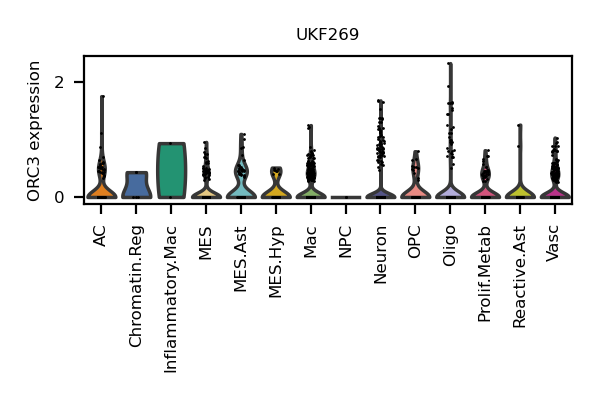 UKF269
ORC3 expression
2
0
AC
Chromatin.Reg
Inflammatory.Mac
MES
MES.Ast
MES.Hyp
Mac
NPC
Neuron
OPC
Oligo
Prolif.Metab
Reactive.Ast
Vasc